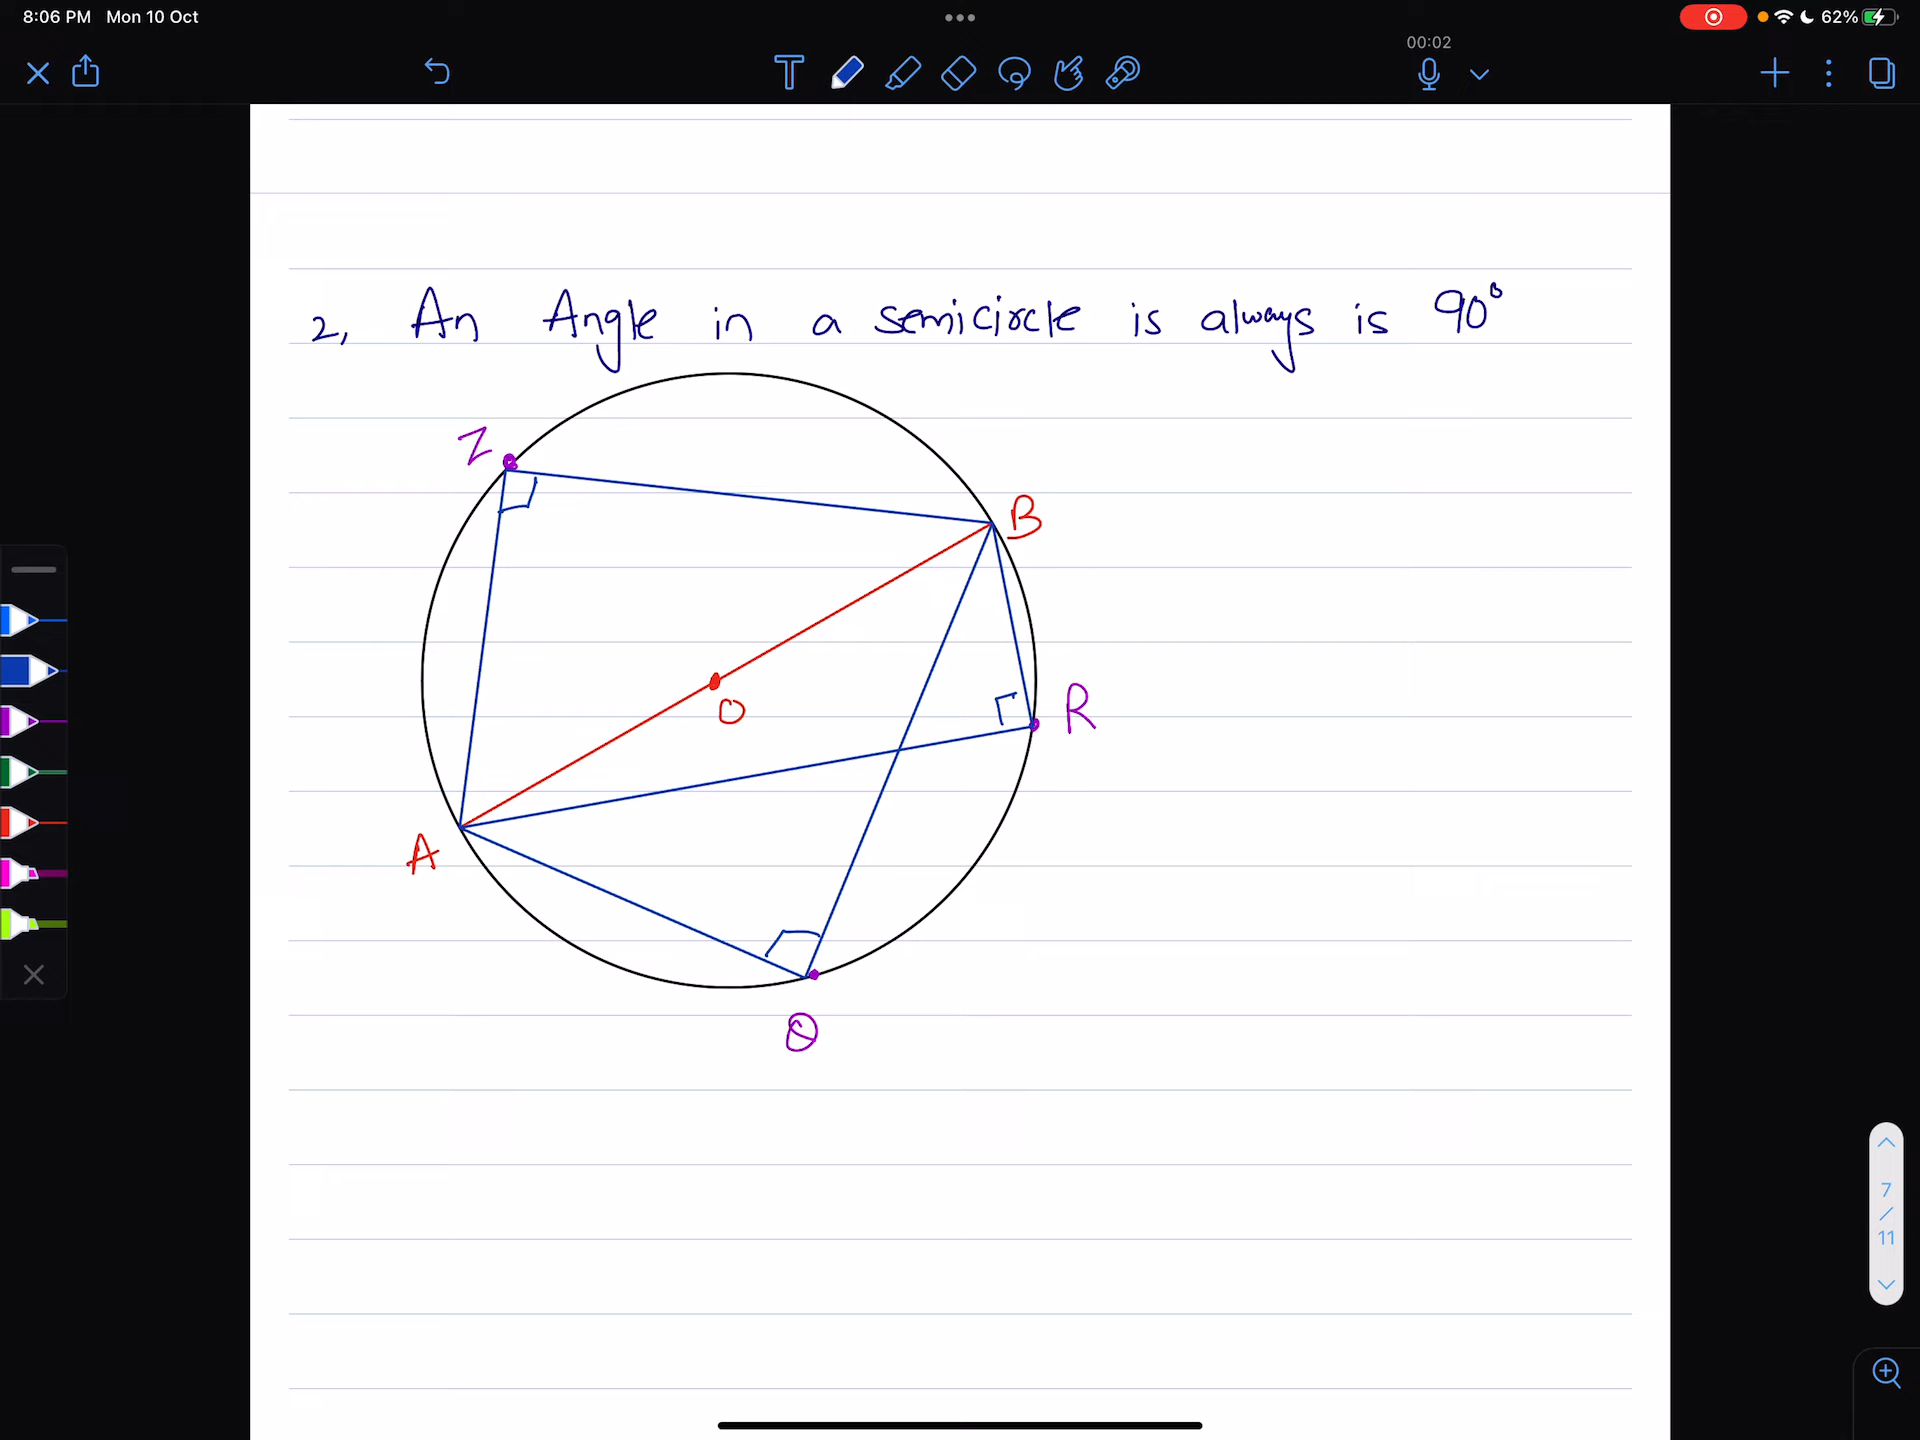 8:06 PM Mon 10 Oct
62%
00:02
T
2, An Angle in a semicircle is always is 90°
Z
B
O
R
A
Q
7
/
11